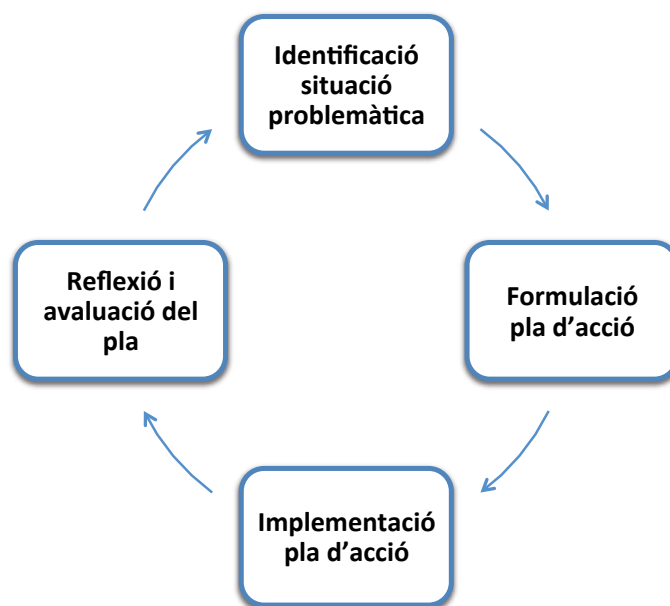 Identificació
situació
problemàtica
Formulació
pla d’acció
Implementació
pla d’acció
Reflexió i
avaluació del
pla